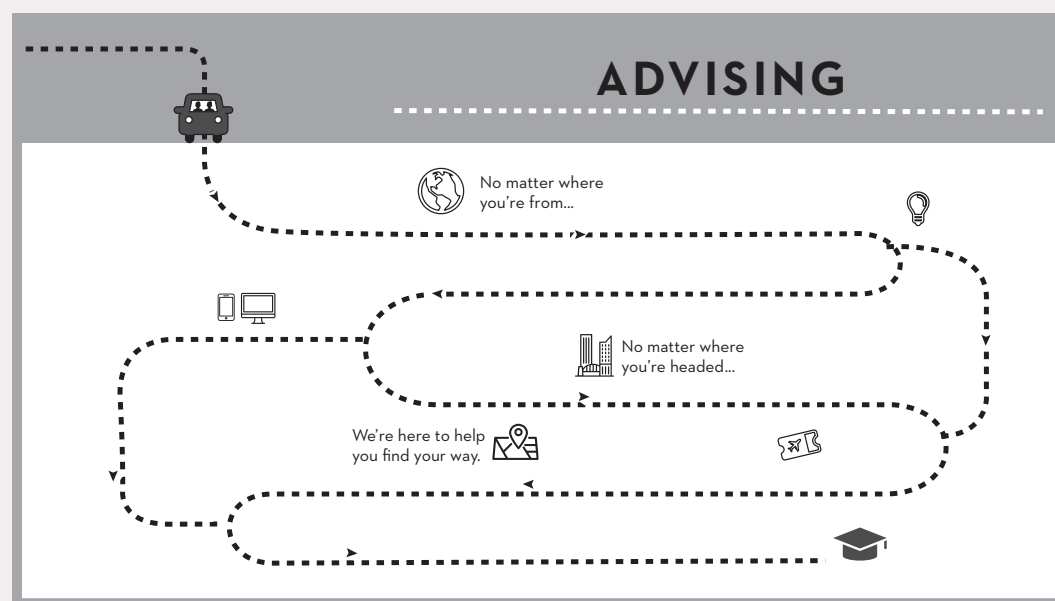 ADVISING
No matter where
you're from...
No matter where
you're headed...
We're here to help
you find your way.